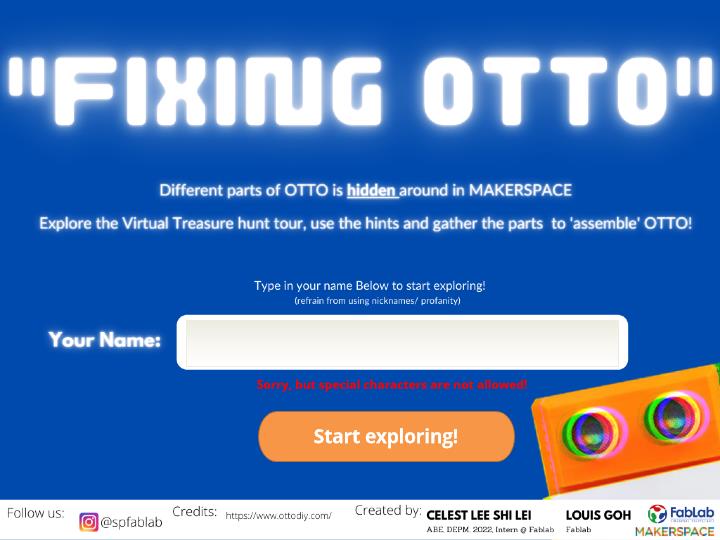 "FIXING OTTO"
Different parts of OTTO is hidden around in MAKERSPACE
Explore the Virtual Treasure hunt tour, use the hints and gather the parts to 'assemble' OTTO!
Type in your name Below to start exploring!
(refrain from using nicknames/ profanity)
Your Name:
Sorry, but special characters are not allowed!
Start exploring!
Follow us:
@spfablab
Credits:
https://www.ottodiy.com/
Created by:
CELEST LEE SHI LEI
ABE, DEPM, 2022, Intern @ Fablab
LOUIS GOH
Fablab
FabLab
MAKERSPACE